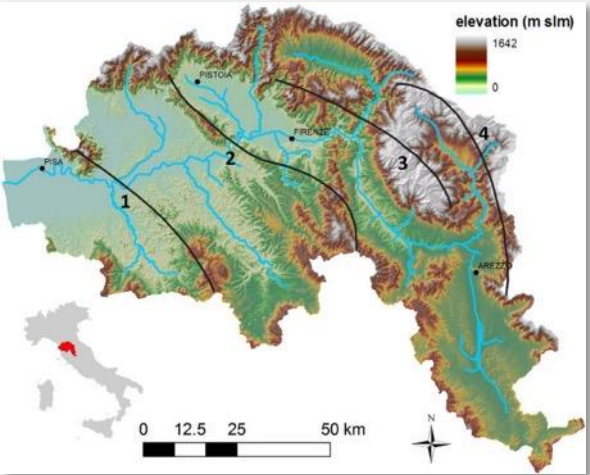 elevation (m slm)
1642
0
PISTOIA
FIRENZE
PISA
AREZZO
1
2
3
4
N
0 12.5 25 50 km